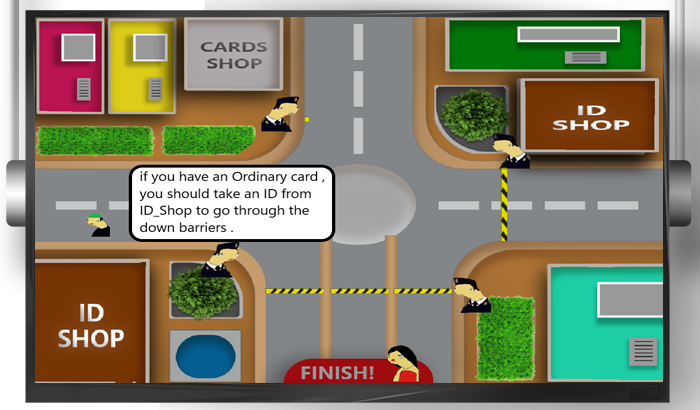 CARDS
SHOP
ID
SHOP
if you have an Ordinary card ,
you should take an ID from
ID_Shop to go through the
down barriers .
ID
SHOP
FINISH!